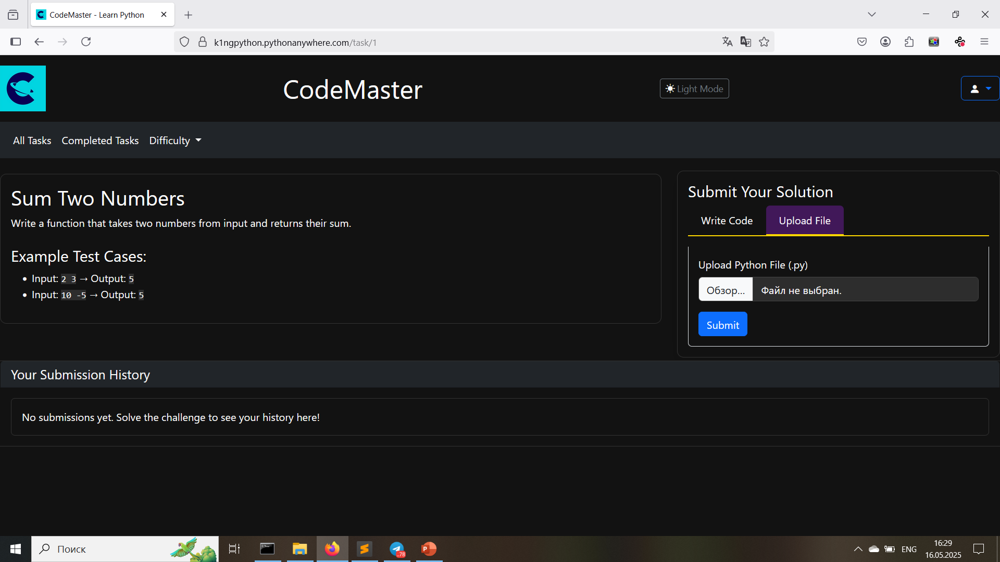 CodeMaster - Learn Python
k1ngpython.pythonanywhere.com/task/1
CodeMaster
Light Mode
All Tasks
Completed Tasks
Difficulty
Sum Two Numbers
Write a function that takes two numbers from input and returns their sum.
Example Test Cases:
• Input: 2 3 → Output: 5
• Input: 10 -5 → Output: 5
Submit Your Solution
Write Code
Upload File
Upload Python File (.py)
Обзор... Файл не выбран.
Submit
Your Submission History
No submissions yet. Solve the challenge to see your history here!
Поиск
..78
P
ENG
16:29
16.05.2025